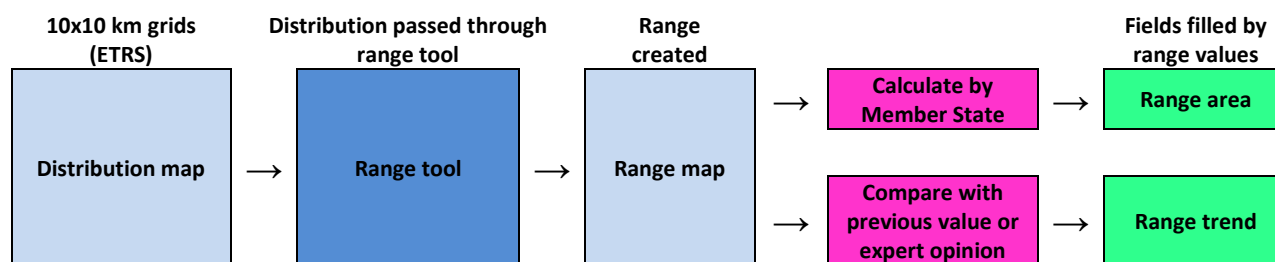 10x10 km grids
(ETRS)
Distribution passed through
range tool
Range
created
Fields filled by
range values
Distribution map
→
Range tool
→
Range map
→
Calculate by
Member State
→
Range area
→
Compare with
previous value or
expert opinion
→
Range trend